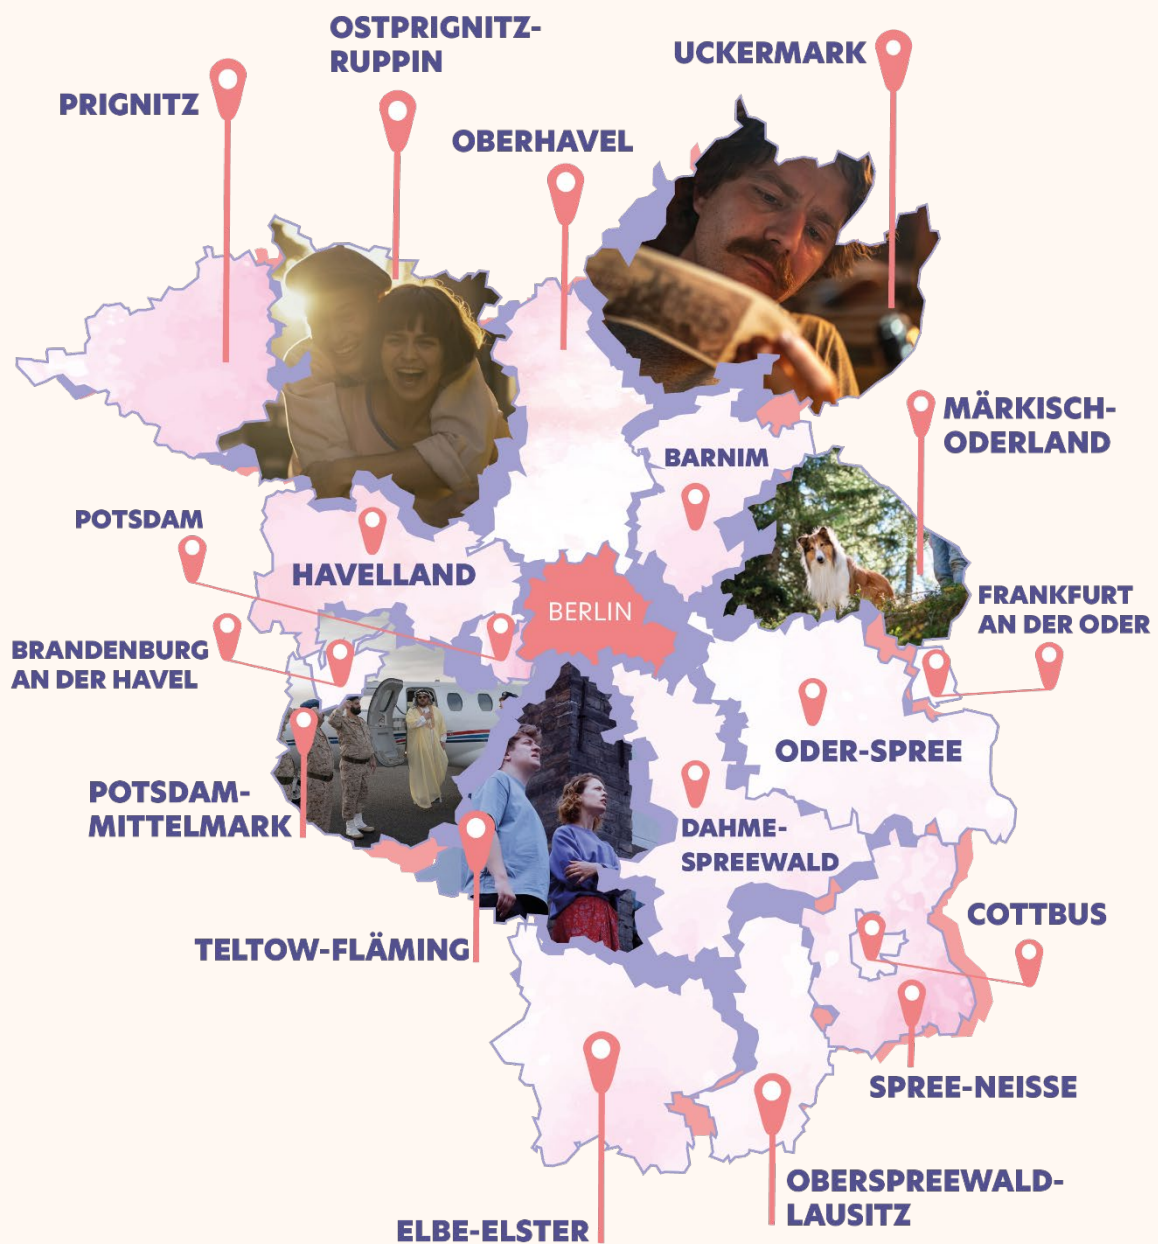 OSTPRIGNITZ-
RUPPIN
UCKERMARK
PRIGNITZ
OBERHAVEL
MÄRKISCH-
ODERLAND
BARNIM
POTSDAM
HAVELLAND
BERLIN
FRANKFURT
AN DER ODER
BRANDENBURG
AN DER HAVEL
ODER-SPREE
POTSDAM-
MITTELMARK
DAHME-
SPREEWALD
COTTBUS
TELTOW-FLÄMING
SPREE-NEISSE
OBERSPREEWALD-
LAUSITZ
ELBE-ELSTER